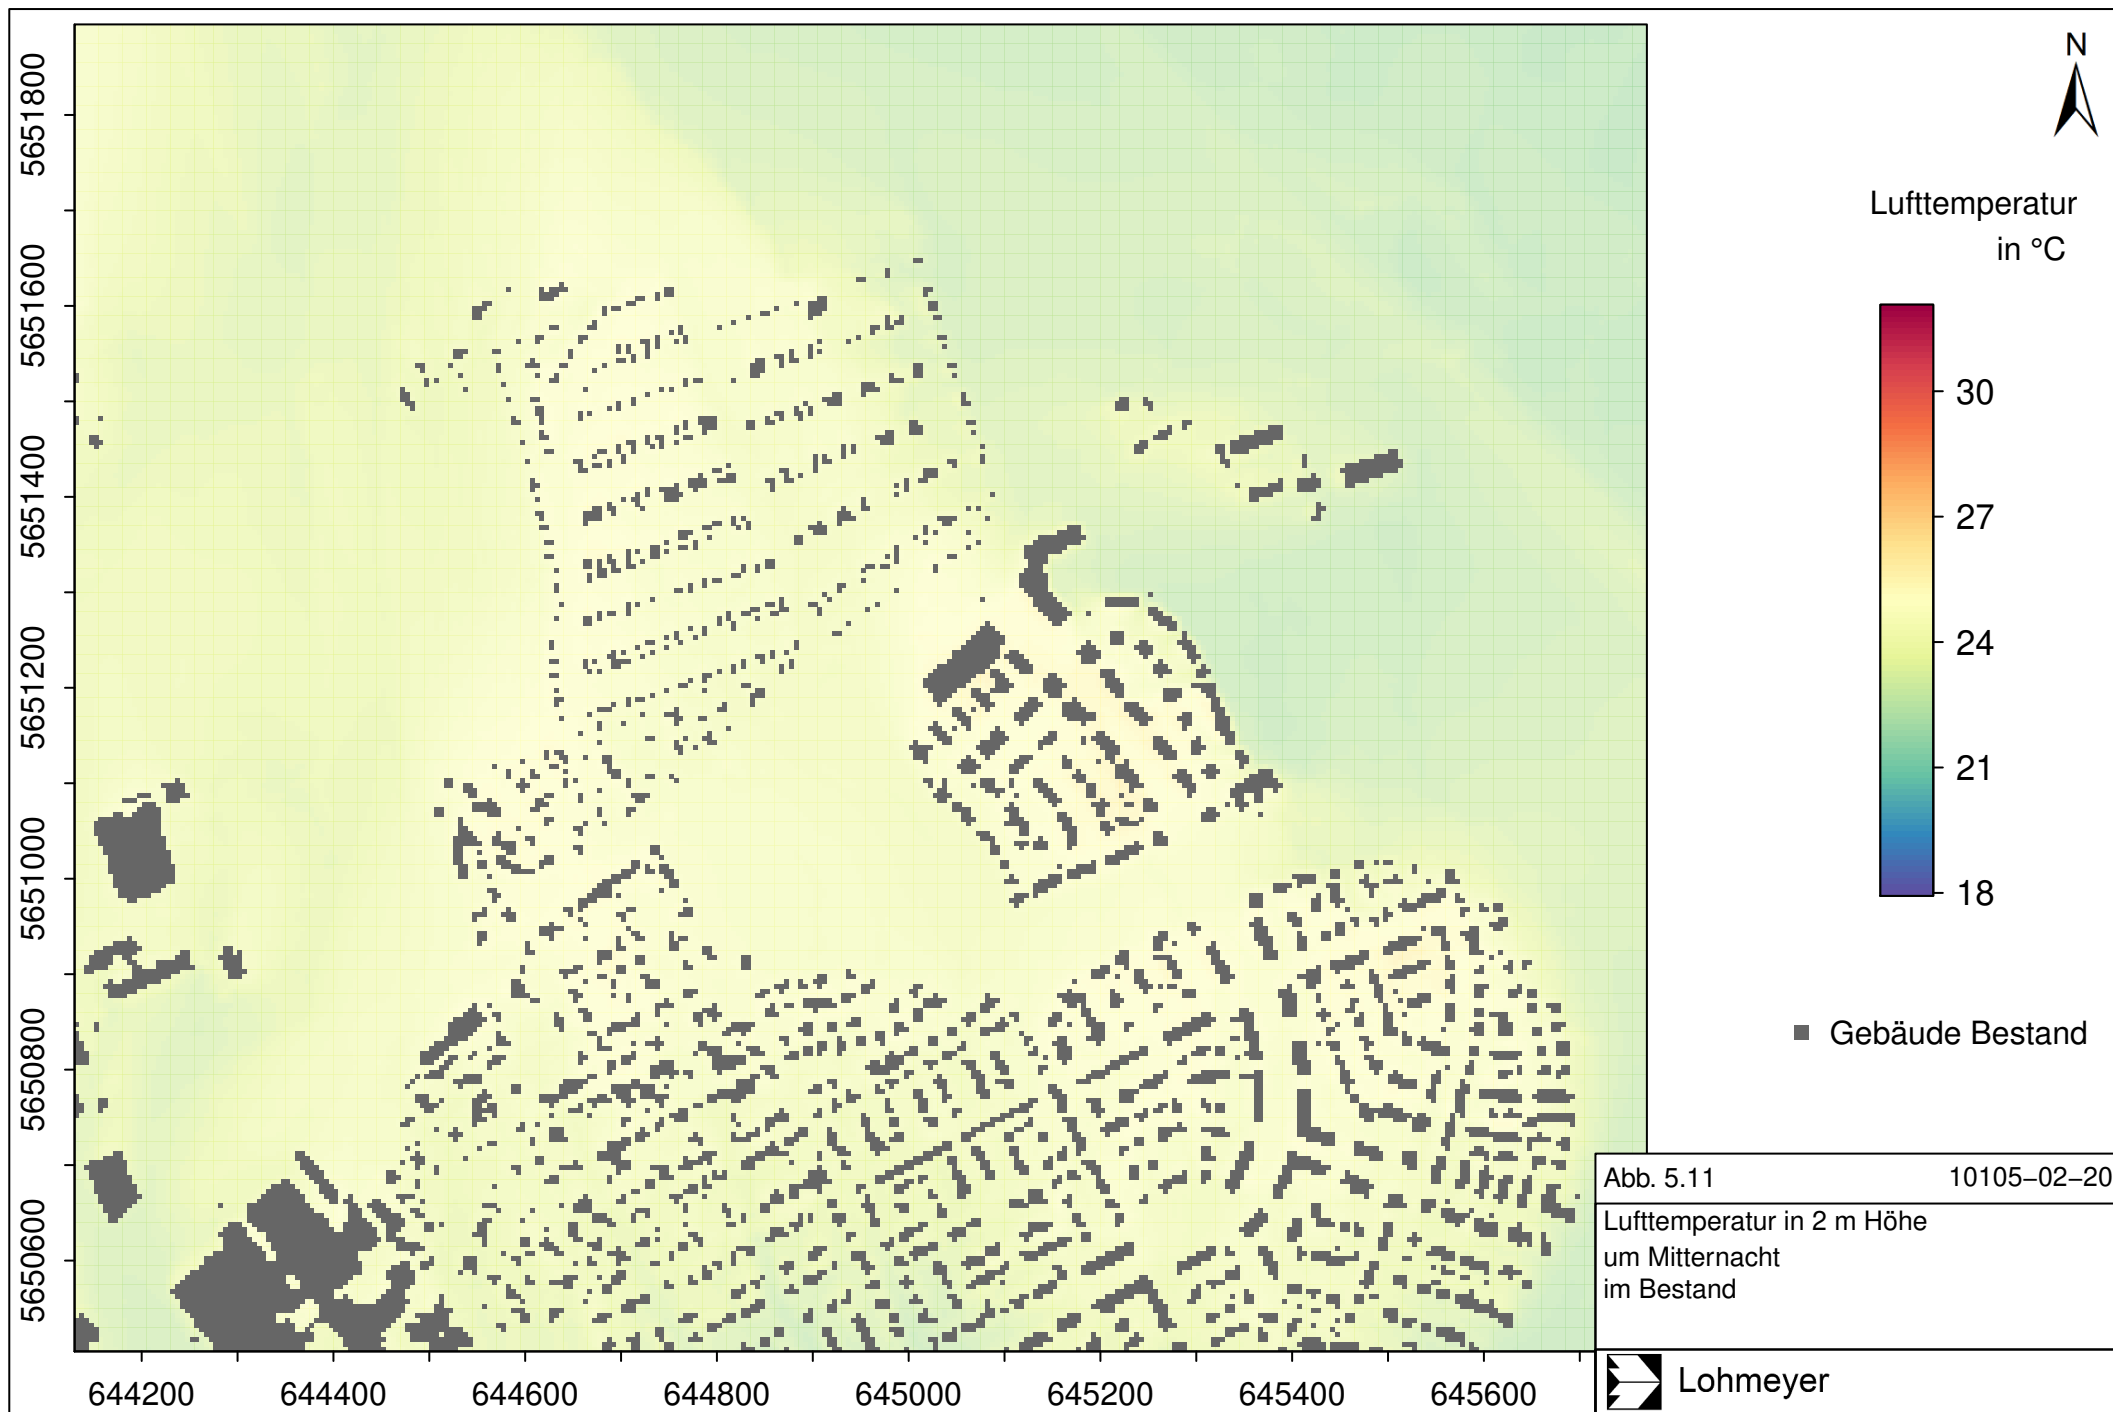 N
Lufttemperatur
in °C
30
27
24
21
18
Gebäude Bestand
5651800
5651600
5651400
5651200
5651000
5650800
5650600
644200 644400 644600 644800 645000 645200 645400 645600
Abb. 5.11 10105−02−20
Lufttemperatur in 2 m Höhe
um Mitternacht
im Bestand
Lohmeyer